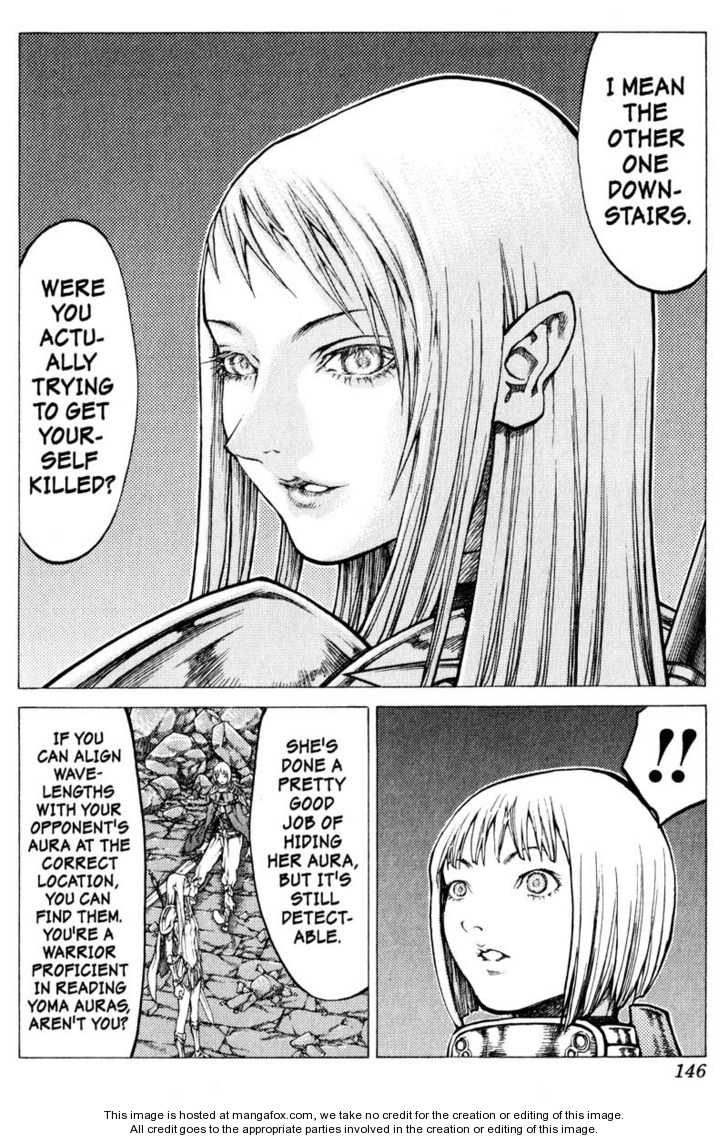 I MEAN
THE
OTHER
ONE
DOWN-
STAIRS.
WERE
YOU
ACTU-
ALLY
TRYING
TO GET
YOUR-
SELF
KILLED?
!!
SHE'S
DONE A
PRETTY
GOOD
JOB OF
HIDING
HER AURA,
BUT IT'S
STILL
DETECT-
ABLE.
IF YOU
CAN ALIGN
WAVE-
LENGTHS
WITH YOUR
OPPONENT'S
AURA AT THE
CORRECT
LOCATION,
YOU CAN
FIND THEM.
YOU'RE A
WARRIOR
PROFICIENT
IN READING
YOMA AURAS,
AREN'T YOU?
146
This image is hosted at mangafox.com, we take no credit for the creation or editing of this image.
All credit goes to the appropriate parties involved in the creation or editing of this image.